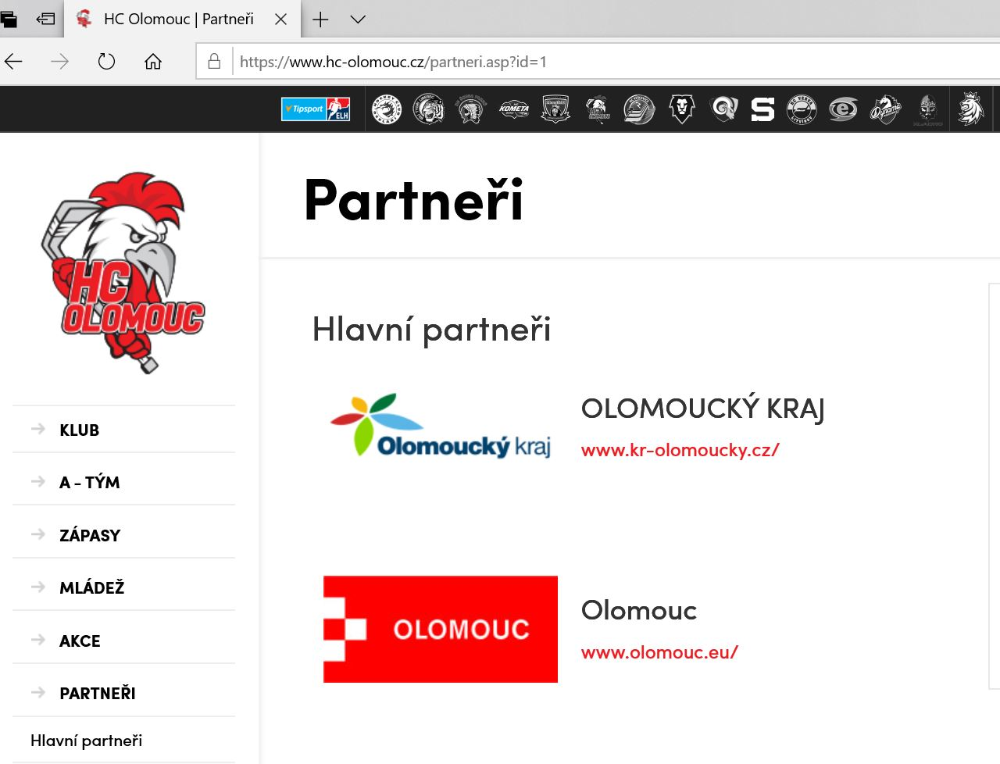 HC Olomouc | Partneři
https://www.hc-olomouc.cz/partneri.asp?id=1
Tipsport ELH
KOMETA
Partneři
HC
OLOMOUC
Hlavní partneři
Olomoucký kraj
OLOMOUCKÝ KRAJ
www.kr-olomoucky.cz/
OLOMOUC
Olomouc
www.olomouc.eu/
KLUB
A - TÝM
ZÁPASY
MLÁDEŽ
AKCE
PARTNEŘI
Hlavní partneři